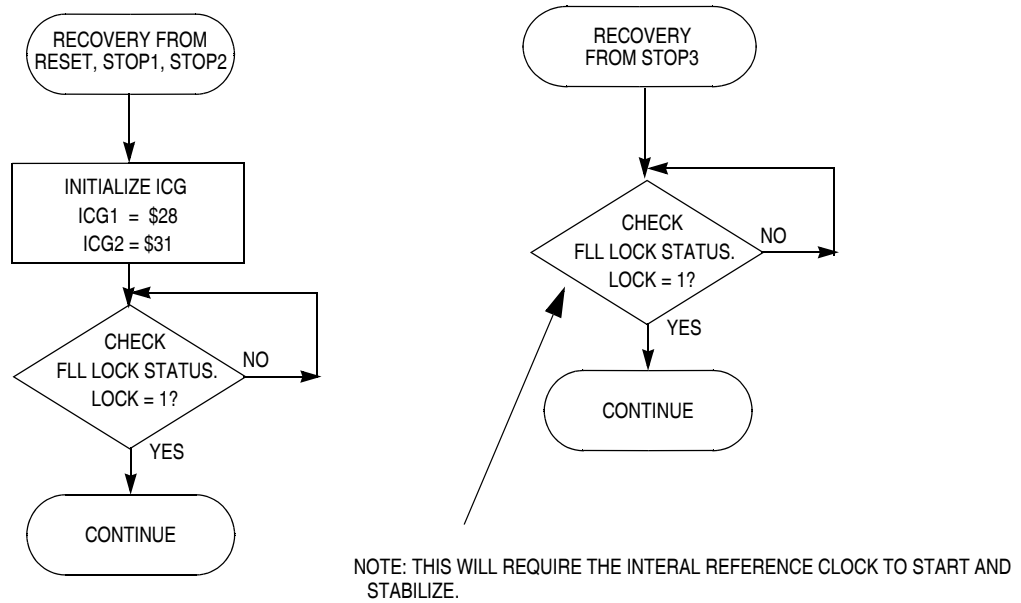 RECOVERY FROM
RESET, STOP1, STOP2
INITIALIZE ICG
ICG1 = $28
ICG2 = $31
CHECK
FLL LOCK STATUS.
LOCK = 1?
NO
YES
CONTINUE
RECOVERY
FROM STOP3
CHECK
FLL LOCK STATUS.
LOCK = 1?
NO
YES
CONTINUE
NOTE: THIS WILL REQUIRE THE INTERAL REFERENCE CLOCK TO START AND
STABILIZE.